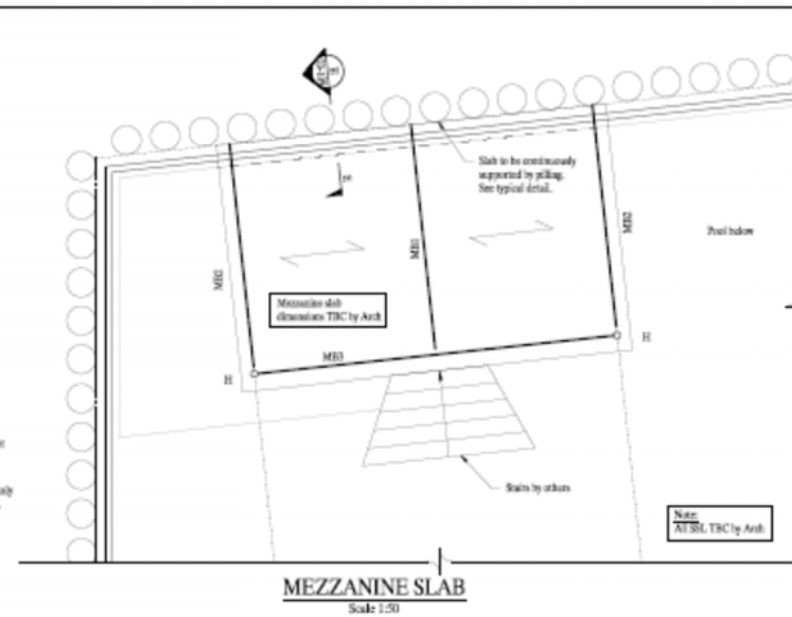 Slab to be continuously
supported by piling.
See typical detail.
MB2
Pool below
MB1
MB2
Mezzanine slab
dimensions TBC by Arch
MB3
H
H
Stairs by others
Note:
All SSL TBC by Arch
MEZZANINE SLAB
Scale 1:50